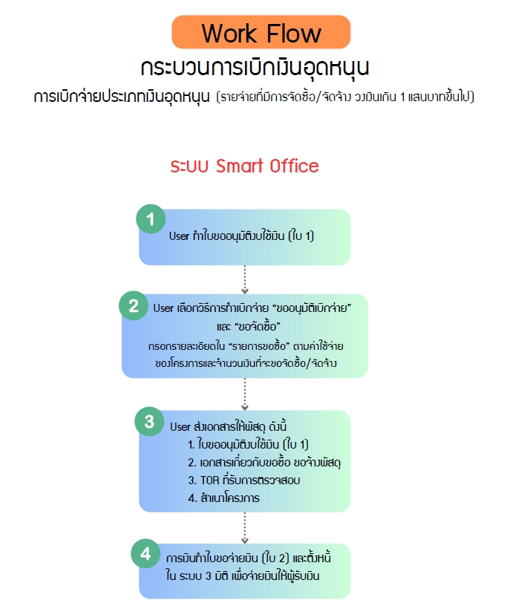 Work Flow
กระบวนการเบิกเงินอุดหนุน
การเบิกจ่ายประเภทเงินอุดหนุน (รายจ่ายที่มีการจัดซื้อ/จัดจ้าง วงเงินเกิน 1 แสนบาทขึ้นไป)
ระบบ Smart Office
1
User ทำใบขออนุมัติงบใช้เงิน (ใบ 1)
2
User เลือกวิธีการทำเบิกจ่าย “ขออนุมัติเบิกจ่าย”
และ “ขอจัดซื้อ”
กรอกรายละเอียดใน “รายการขอซื้อ” ตามค่าใช้จ่าย
ของโครงการและจำนวนเงินที่จะขอจัดซื้อ/จัดจ้าง
3
User ส่งเอกสารให้พัสดุ ดังนี้
1. ใบขออนุมัติงบใช้เงิน (ใบ 1)
2. เอกสารเกี่ยวกับขอซื้อ ขอจ้างพัสดุ
3. TOR ที่รับการตรวจสอบ
4. สำเนาโครงการ
4
การเงินทำใบขอจ่ายเงิน (ใบ 2) และตั้งหนี้
ใน ระบบ 3 มิติ เพื่อจ่ายเงินให้ผู้รับเงิน